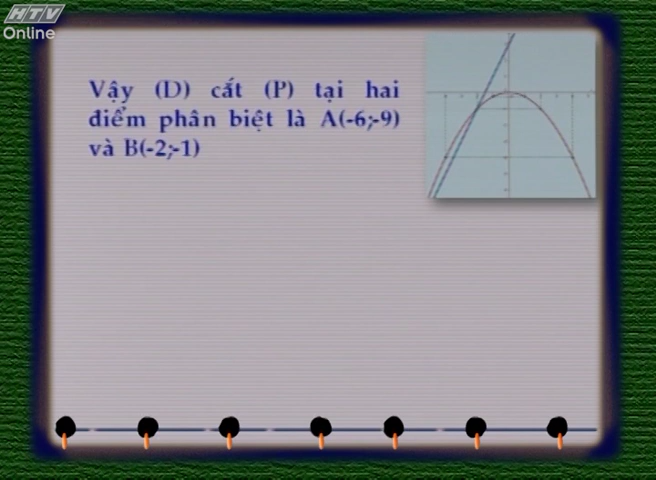 HTV
Online
Vậy (D) cắt (P) tại hai
điểm phân biệt là A(-6;-9)
và B(-2;-1)